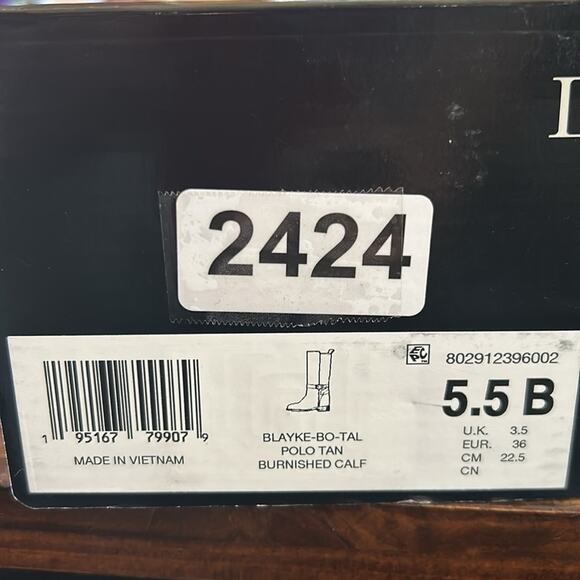 L
2424
1 95167 79907 9
MADE IN VIETNAM
BLAYKE-BO-TAL
POLO TAN
BURNISHED CALF
802912396002
5.5 B
U.K. 3.5
EUR. 36
CM 22.5
CN